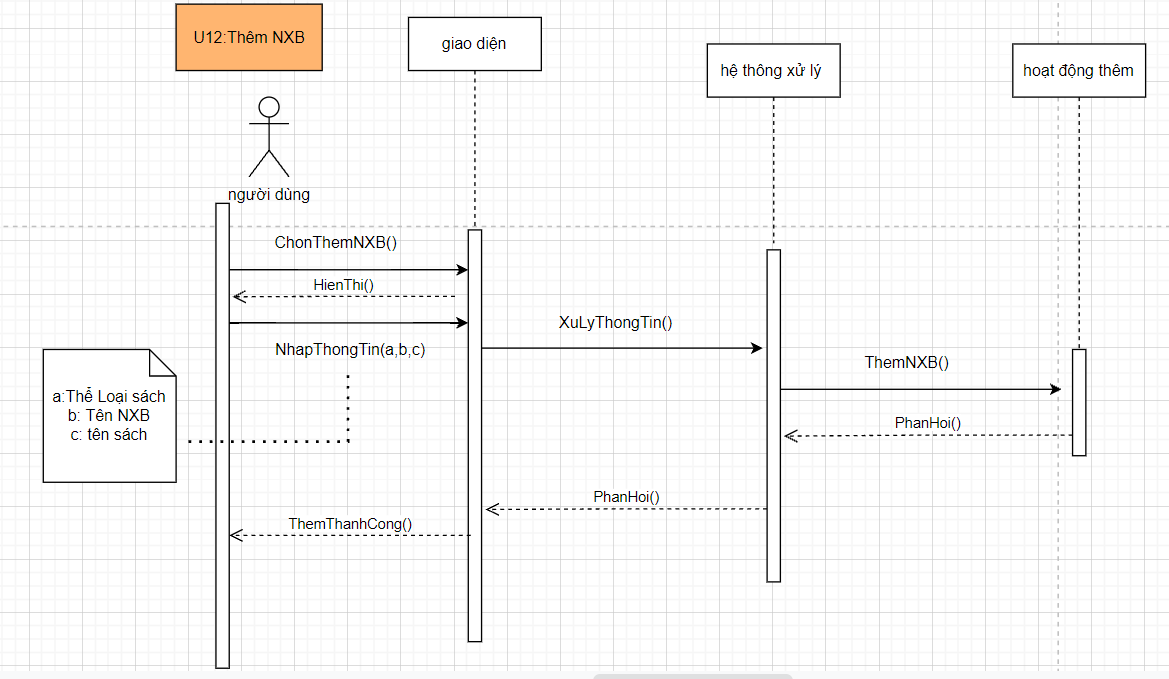 U12:Thêm NXB
giao diện
hệ thông xử lý
hoạt động thêm
người dùng
ChonThemNXB()
HienThi()
XuLyThongTin()
NhapThongTin(a,b,c)
ThemNXB()
a:Thể Loại sách
b: Tên NXB
c: tên sách
PhanHoi()
PhanHoi()
ThemThanhCong()